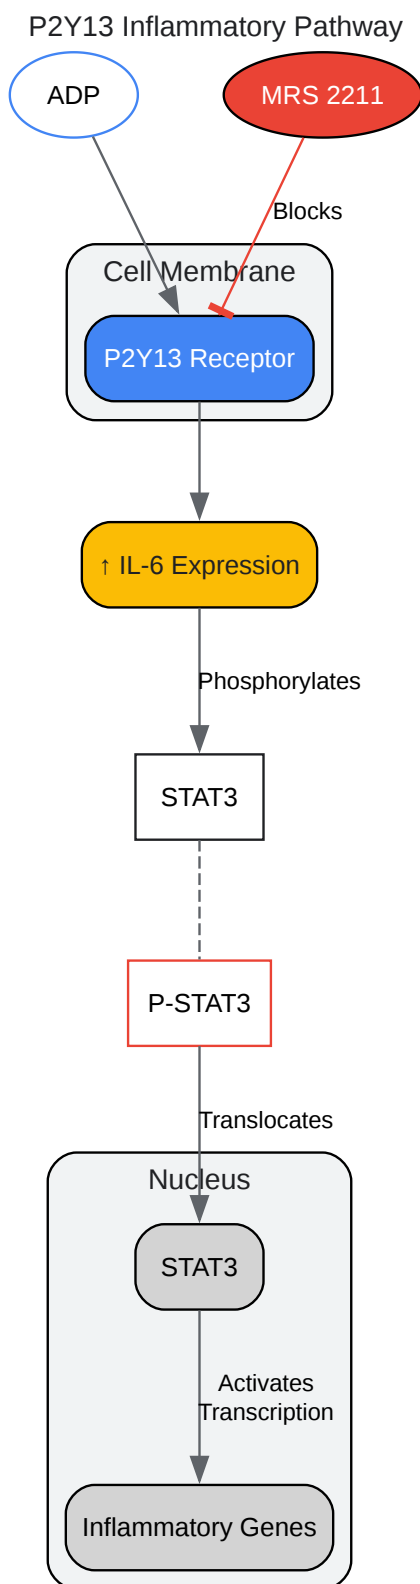 P2Y13 Inflammatory Pathway
ADP
MRS 2211
Blocks
Cell Membrane
P2Y13 Receptor
↑ IL-6 Expression
Phosphorylates
STAT3
P-STAT3
Translocates
Nucleus
STAT3
Activates
Transcription
Inflammatory Genes